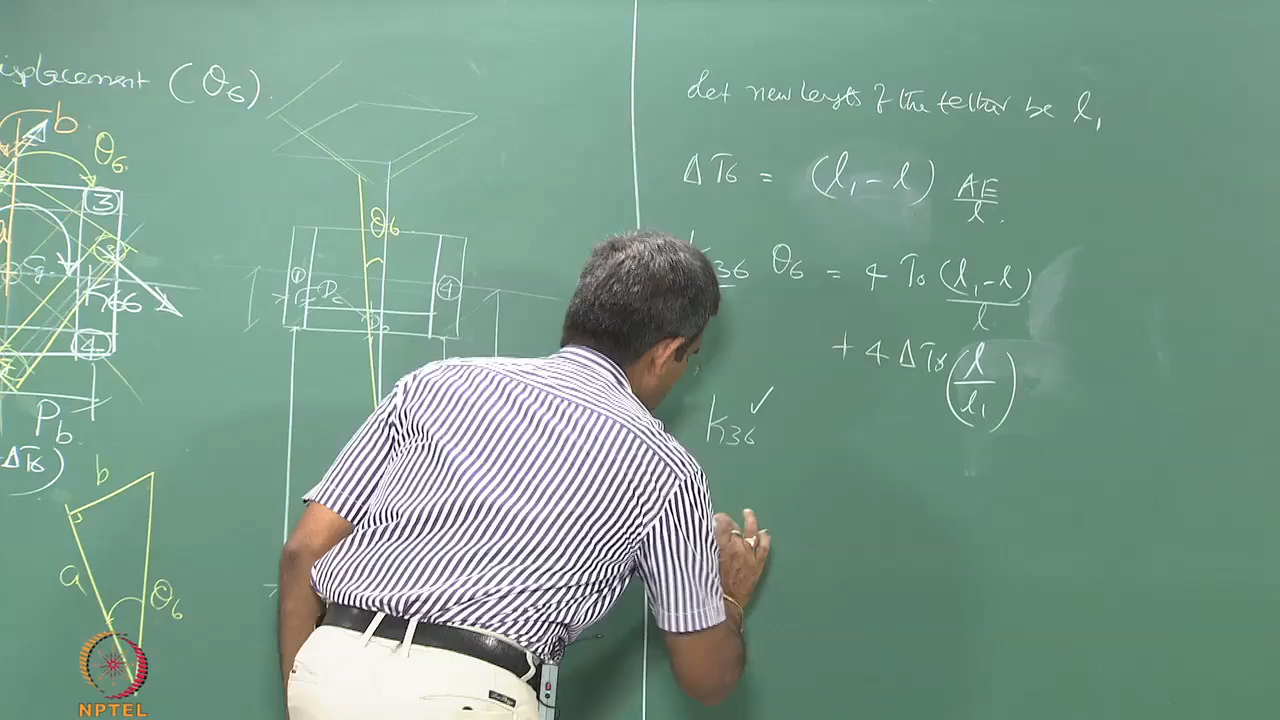 isplacement (θ6).
b
θ6
3
3
K66
4
Pb
ΔT6)
b
a
θ6
θ6
1
4
Let new length of the tether be l1
ΔT6 = (l1 - l) AE/l.
K36 θ6 = 4 T0 (l1 - l)/l
+ 4 ΔT6 (l/l1)
K36 ✓
NPTEL